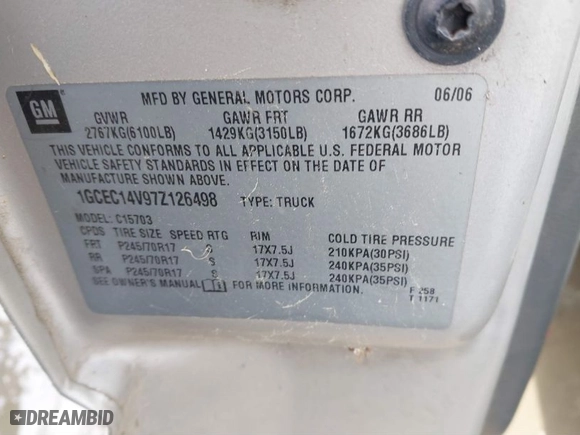 MFD BY GENERAL MOTORS CORP. 06/06
GM
GVWR GAWR FRT GAWR RR
2767KG(6100LB) 1429KG(3150LB) 1672KG(3686LB)
THIS VEHICLE CONFORMS TO ALL APPLICABLE U.S. FEDERAL MOTOR
VEHICLE SAFETY STANDARDS IN EFFECT ON THE DATE OF
MANUFACTURE SHOWN ABOVE.
1GCEC14V97Z126498 TYPE: TRUCK
MODEL: C15703
CPDS TIRE SIZE SPEED RTG RIM COLD TIRE PRESSURE
FRT P245/70R17 S 17X7.5J 210KPA(30PSI)
RR P245/70R17 S 17X7.5J 240KPA(35PSI)
SPA P245/70R17 S 17X7.5J 240KPA(35PSI)
SEE OWNER'S MANUAL FOR MORE INFORMATION. F 258
T 1171
DREAMBID